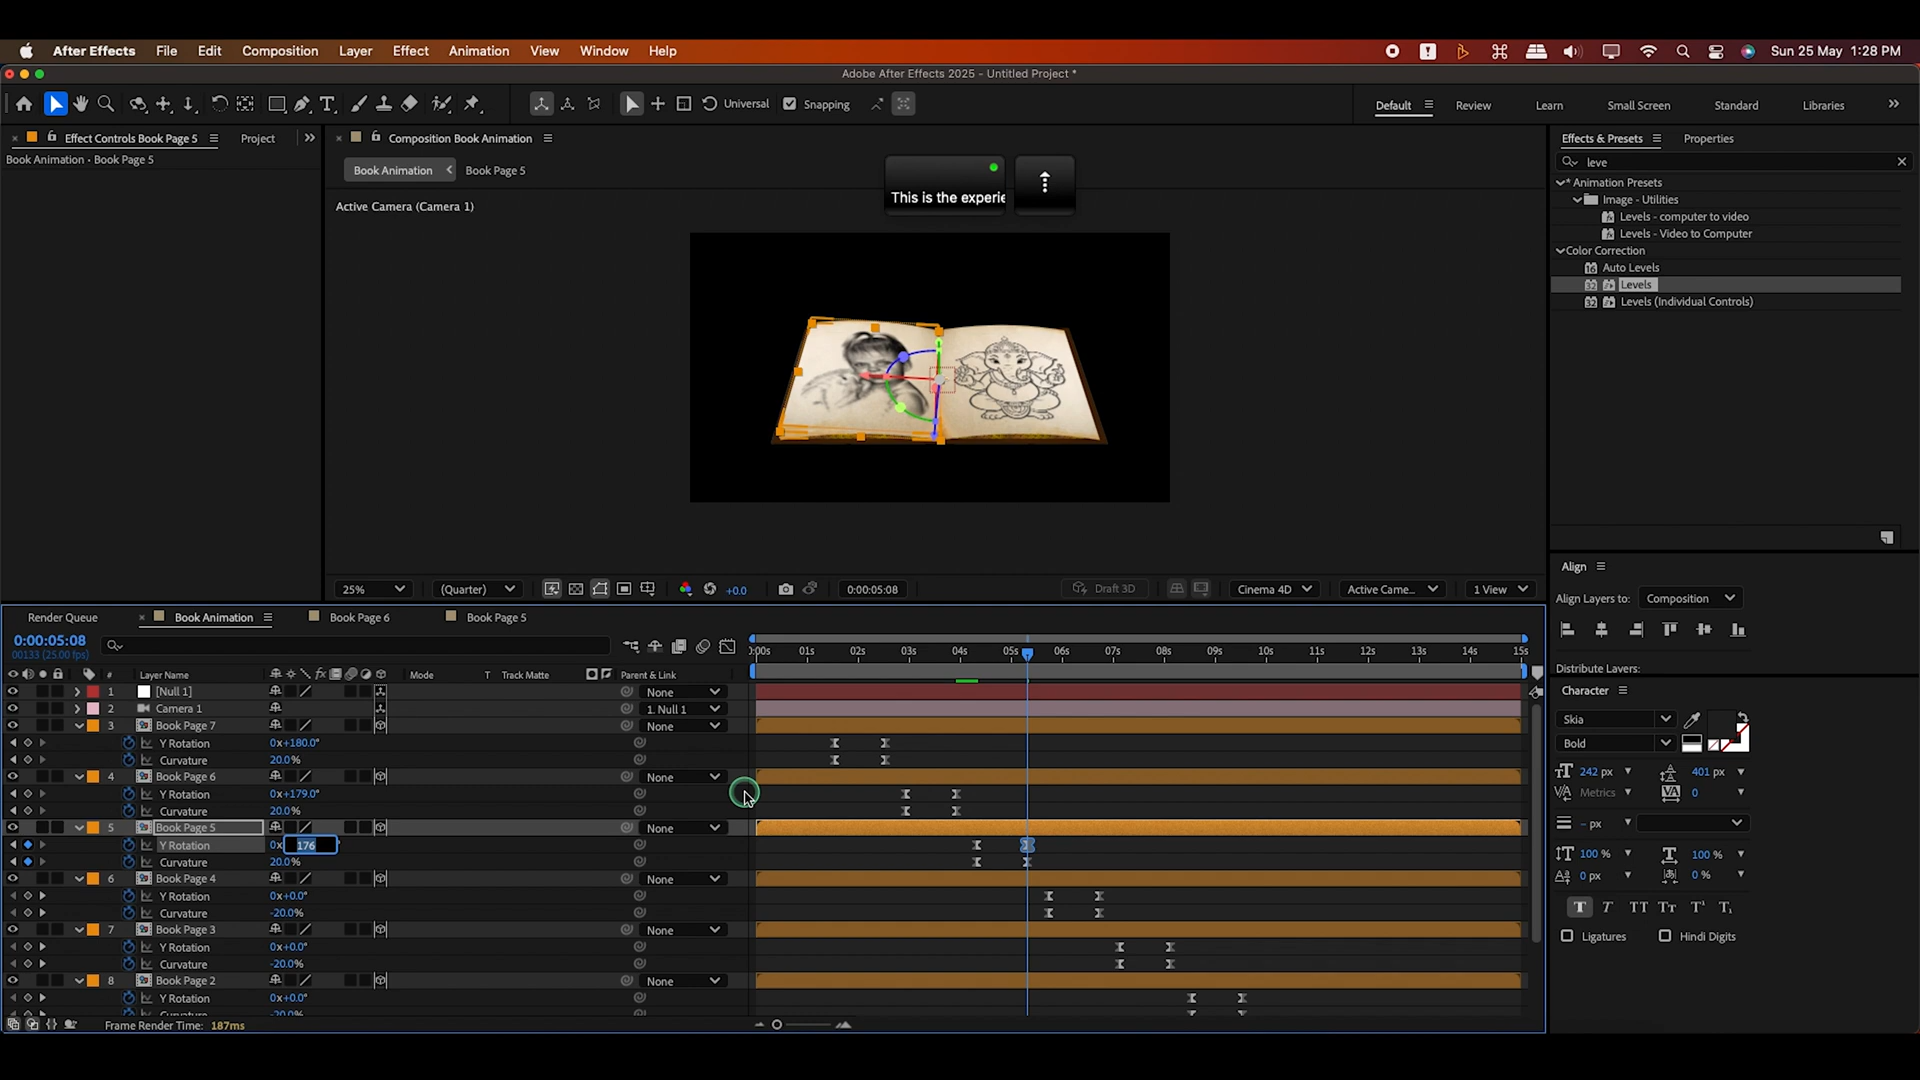 After Effects File Edit Composition Layer Effect Animation View Window Help Sun 25 May 1:28 PM
Adobe After Effects 2025 - Untitled Project *
Universal Snapping Default Review Learn Small Screen Standard Libraries
Effect Controls Book Page 5 Project Composition Book Animation Effects & Presets Properties
Book Animation • Book Page 5
Book Animation Book Page 5
This is the experie
Active Camera (Camera 1)
leve
Animation Presets
Image - Utilities
Levels - computer to video
Levels - Video to Computer
Color Correction
Auto Levels
Levels
Levels (Individual Controls)
25% (Quarter) +0.0 0:00:05:08 Draft 3D Cinema 4D Active Came... 1 View
Align
Align Layers to: Composition
Distribute Layers:
Render Queue Book Animation Book Page 6 Book Page 5
0:00:05:08
00133 (25.00 fps)
:00s 01s 02s 03s 04s 05s 06s 07s 08s 09s 10s 11s 12s 13s 14s 15s
# Layer Name Mode T Track Matte Parent & Link
1 [Null 1] None
2 Camera 1 1. Null 1
3 Book Page 7 None
Y Rotation 0x+180.0°
Curvature 20.0%
4 Book Page 6 None
Y Rotation 0x+179.0°
Curvature 20.0%
5 Book Page 5 None
Y Rotation 0x 176
Curvature 20.0%
6 Book Page 4 None
Y Rotation 0x+0.0°
Curvature -20.0%
7 Book Page 3 None
Y Rotation 0x+0.0°
Curvature -20.0%
8 Book Page 2 None
Y Rotation 0x+0.0°
Curvature -20.0%
Frame Render Time: 187ms
Character
Skia
Bold
242 px 401 px
Metrics 0
- px
100 % 100 %
0 px 0 %
T T TT Tт T¹ T₁
Ligatures Hindi Digits